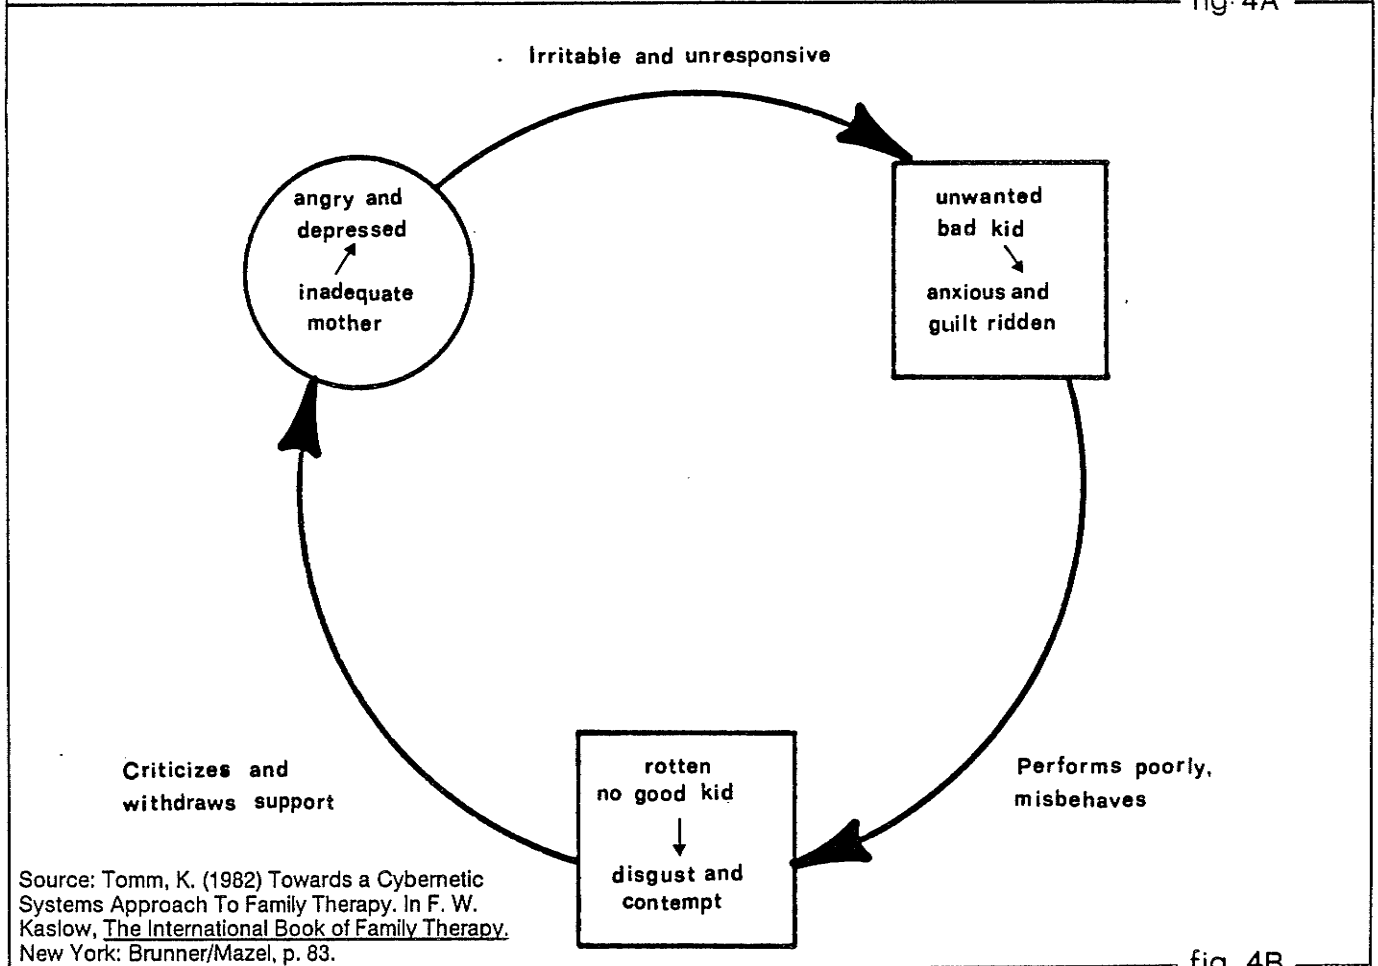 fig. 4A
Irritable and unresponsive
angry and
depressed
inadequate
mother
unwanted
bad kid
anxious and
guilt ridden
Criticizes and
withdraws support
rotten
no good kid
disgust and
contempt
Performs poorly,
misbehaves
Source: Tomm, K. (1982) Towards a Cybernetic
Systems Approach To Family Therapy. In F. W.
Kaslow, The International Book of Family Therapy.
New York: Brunner/Mazel, p. 83.
fig. 4B